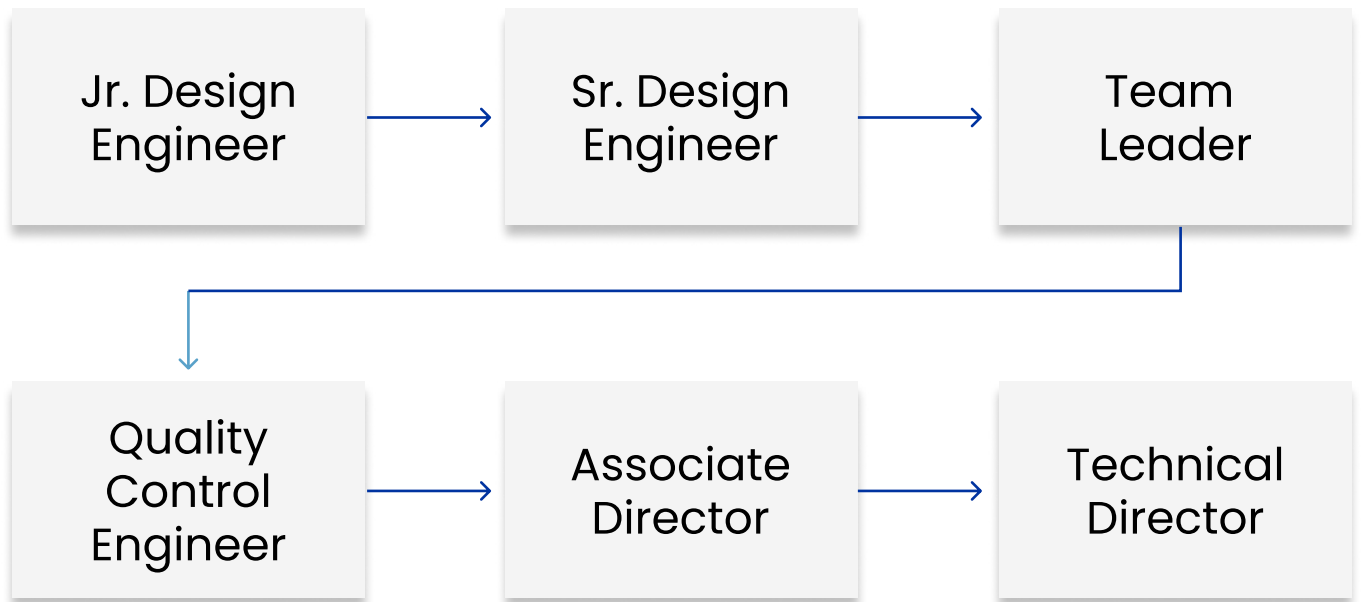 Jr. Design
Engineer
Sr. Design
Engineer
Team
Leader
Quality
Control
Engineer
Associate
Director
Technical
Director